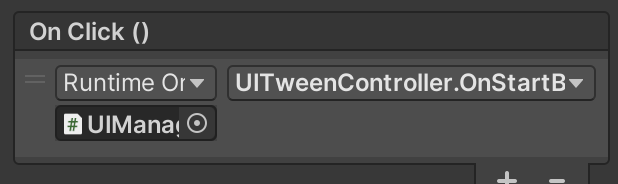 On Click ()
Runtime Or UITweenController.OnStartB
# UIManag
+ −